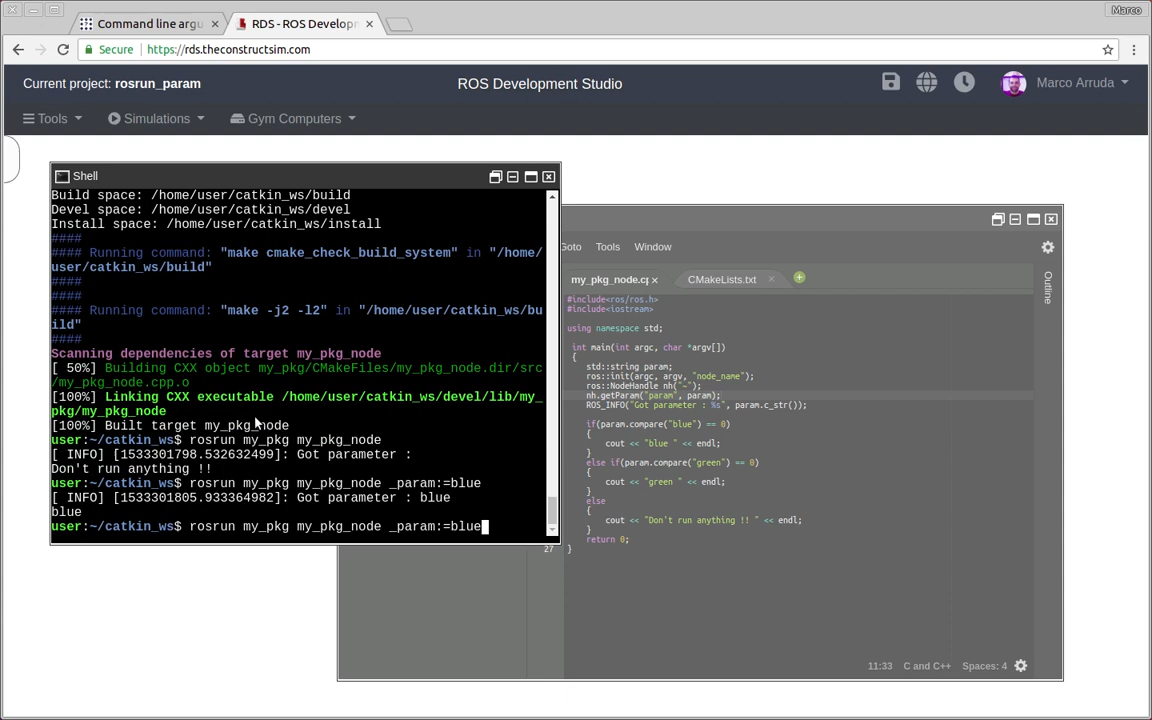 Marco
Command line argu
RDS - ROS Developm
Secure
https://rds.theconstructsim.com
Current project: rosrun_param
ROS Development Studio
Marco Arruda
Tools
Simulations
Gym Computers
Shell
Build space: /home/user/catkin_ws/build
Devel space: /home/user/catkin_ws/devel
Install space: /home/user/catkin_ws/install
####
#### Running command: "make cmake_check_build_system" in "/home/
user/catkin_ws/build"
####
####
#### Running command: "make -j2 -l2" in "/home/user/catkin_ws/bu
ild"
####
Scanning dependencies of target my_pkg_node
[ 50%] Building CXX object my_pkg/CMakeFiles/my_pkg_node.dir/src
/my_pkg_node.cpp.o
[100%] Linking CXX executable /home/user/catkin_ws/devel/lib/my_
pkg/my_pkg_node
[100%] Built target my_pkg_node
user:~/catkin_ws$ rosrun my_pkg my_pkg_node
[ INFO] [1533301798.532632499]: Got parameter :
Don't run anything !!
user:~/catkin_ws$ rosrun my_pkg my_pkg_node _param:=blue
[ INFO] [1533301805.933364982]: Got parameter : blue
blue
user:~/catkin_ws$ rosrun my_pkg my_pkg_node _param:=blue
Goto Tools Window
my_pkg_node.cp
CMakeLists.txt
Outline
#include<ros/ros.h>
#include<iostream>
using namespace std;
int main(int argc, char *argv[])
{
std::string param;
ros::init(argc, argv, "node_name");
ros::NodeHandle nh("~");
nh.getParam("param", param);
ROS_INFO("Got parameter : %s", param.c_str());
if(param.compare("blue") == 0)
{
cout << "blue " << endl;
}
else if(param.compare("green") == 0)
{
cout << "green " << endl;
}
else
{
cout << "Don't run anything !! " << endl;
}
return 0;
27 }
11:33 C and C++ Spaces: 4